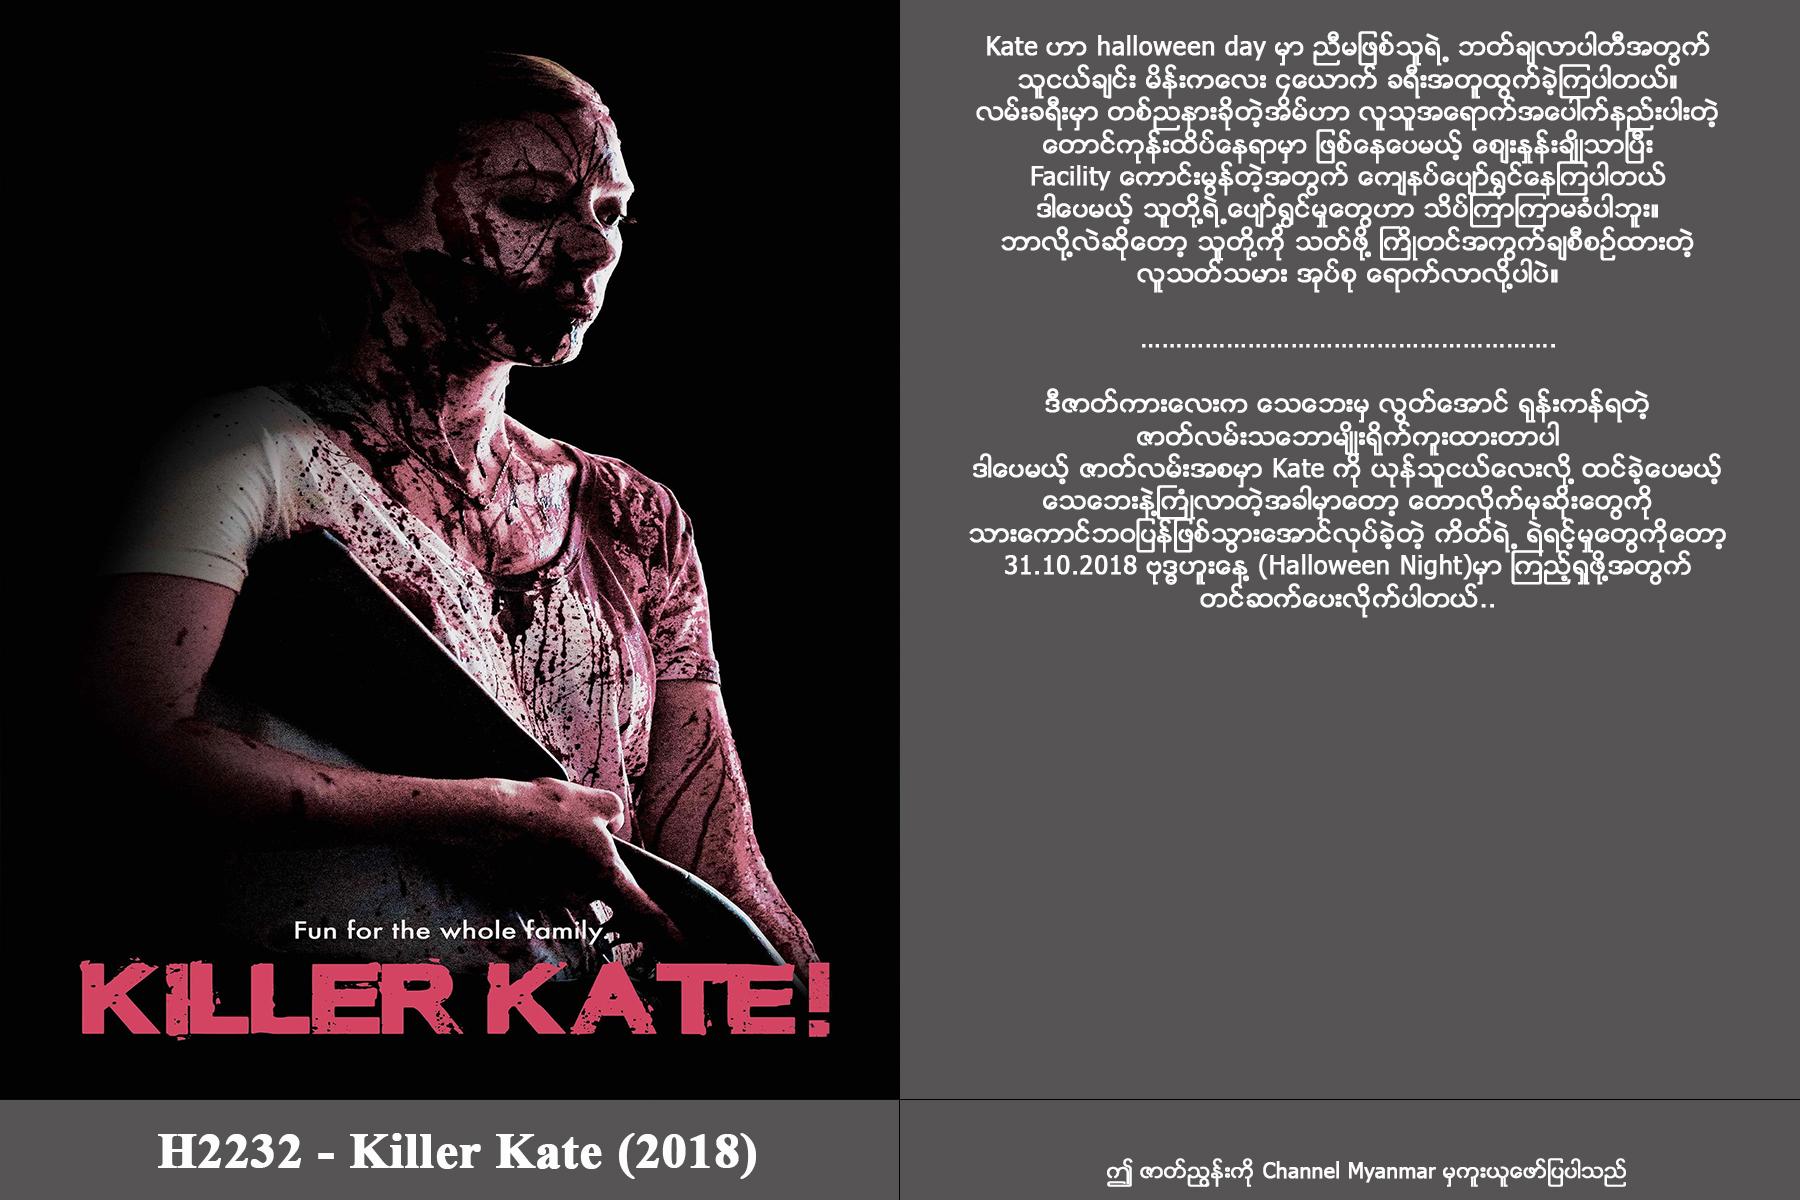 Fun for the whole family.
KILLER KATE!
H2232 - Killer Kate (2018)
Kate ဟာ halloween day မှာ ညီမဖြစ်သူရဲ့ ဘတ်ချလာပါတီအတွက်
သူငယ်ချင်း မိန်းကလေး ၄ယောက် ခရီးအတူထွက်ခဲ့ကြပါတယ်။
လမ်းခရီးမှာ တစ်ညနားခိုတဲ့အိမ်ဟာ လူသူအရောက်အပေါက်နည်းပါးတဲ့
တောင်ကုန်းထိပ်နေရာမှာ ဖြစ်နေပေမယ့် စျေးနှုန်းချိုသာပြီး
Facility ကောင်းမွန်တဲ့အတွက် ကျေနပ်ပျော်ရွှင်နေကြပါတယ်
ဒါပေမယ့် သူတို့ရဲ့ပျော်ရွှင်မှုတွေဟာ သိပ်ကြာကြာမခံပါဘူး။
ဘာလို့လဲဆိုတော့ သူတို့ကို သတ်ဖို့ ကြိုတင်အကွက်ချစီစဉ်ထားတဲ့
လူသတ်သမား အုပ်စု ရောက်လာလို့ပါပဲ။
……………………………………………….
ဒီဇာတ်ကားလေးက သေဘေးမှ လွတ်အောင် ရုန်းကန်ရတဲ့
ဇာတ်လမ်းသဘောမျိုးရိုက်ကူးထားတာပါ
ဒါပေမယ့် ဇာတ်လမ်းအစမှာ Kate ကို ယုန်သူငယ်လေးလို့ ထင်ခဲ့ပေမယ့်
သေဘေးနဲ့ကြုံလာတဲ့အခါမှာတော့ တောလိုက်မုဆိုးတွေကို
သားကောင်ဘဝပြန်ဖြစ်သွားအောင်လုပ်ခဲ့တဲ့ ကိတ်ရဲ့ ရဲရင့်မှုတွေကိုတော့
31.10.2018 ဗုဒ္ဓဟူးနေ့ (Halloween Night)မှာ ကြည့်ရှုဖို့အတွက်
တင်ဆက်ပေးလိုက်ပါတယ်..
ဤ ဇာတ်ညွှန်းကို Channel Myanmar မှကူးယူဖော်ပြပါသည်